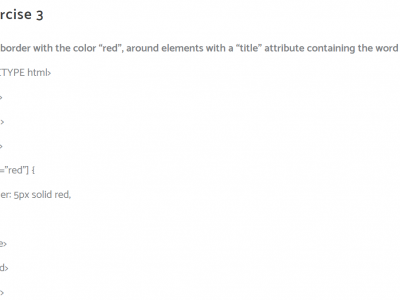 rcise 3
border with the color “red”, around elements with a “title” attribute containing the word
TYPE html>
>
>
>
=”red”] {
er: 5px solid red,
e>
d>
>